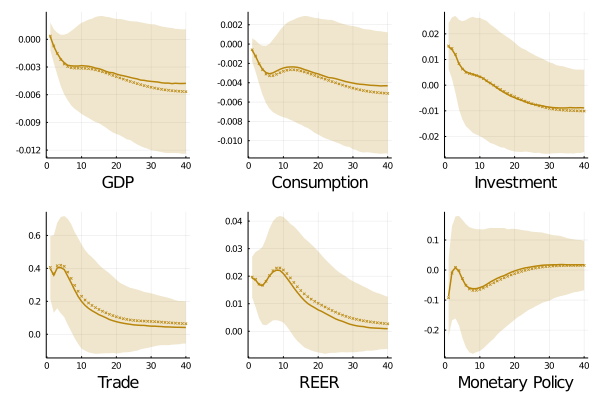 0.000
-0.003
-0.006
-0.009
-0.012
0 10 20 30 40
GDP
0.002
0.000
-0.002
-0.004
-0.006
-0.008
-0.010
0 10 20 30 40
Consumption
0.02
0.01
0.00
-0.01
-0.02
0 10 20 30 40
Investment
0.6
0.4
0.2
0.0
0 10 20 30 40
Trade
0.04
0.03
0.02
0.01
0.00
0 10 20 30 40
REER
0.1
0.0
-0.1
-0.2
0 10 20 30 40
Monetary Policy